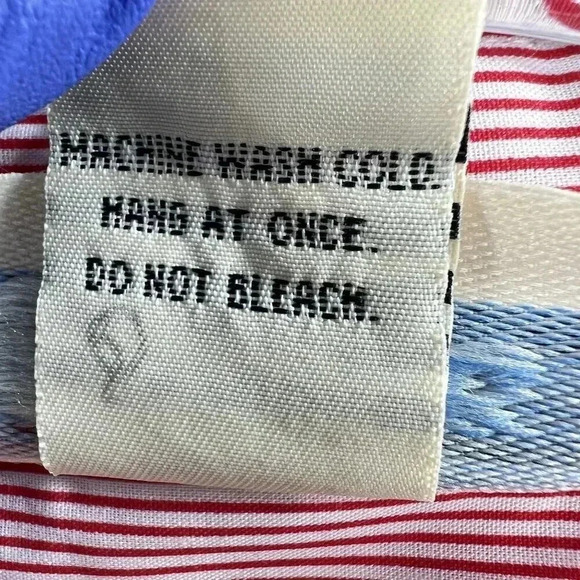 MACHINE WASH COLD.
HANG AT ONCE.
DO NOT BLEACH.